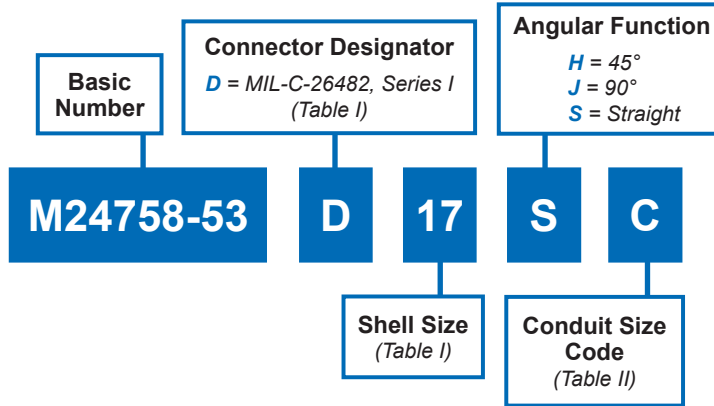 Basic
Number
Connector Designator
D = MIL-C-26482, Series I
(Table I)
Angular Function
H = 45°
J = 90°
S = Straight
M24758-53
D
17
S
C
Shell Size
(Table I)
Conduit Size
Code
(Table II)